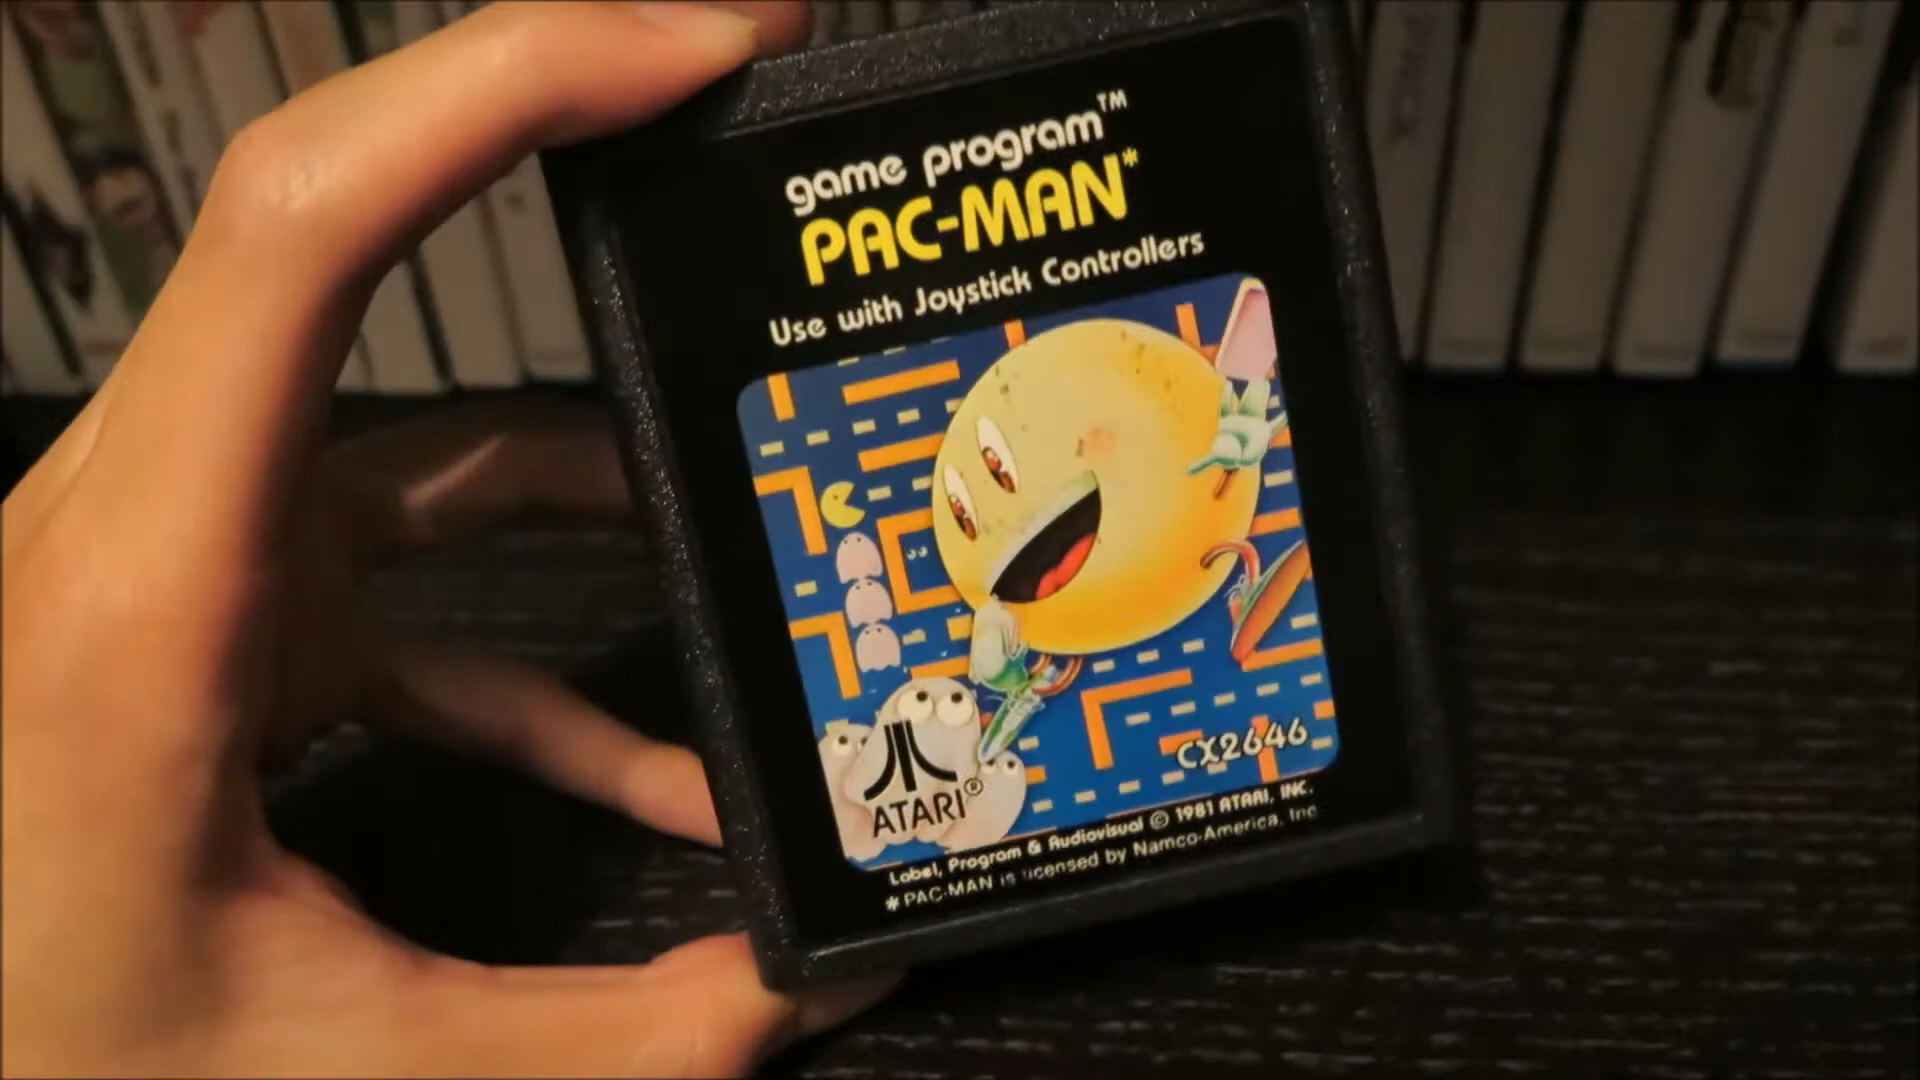 game program™
PAC-MAN*
Use with Joystick Controllers
CX2646
ATARI®
Label, Program & Audiovisual © 1981 ATARI, INC.
*PAC-MAN is licensed by Namco-America, Inc